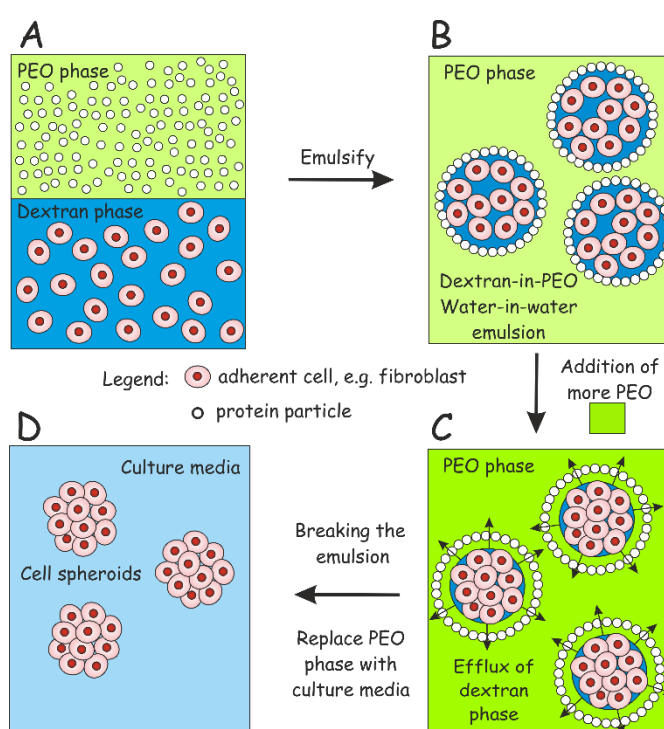 A
PEO phase
Dextran phase
Emulsify
B
PEO phase
Dextran-in-PEO
Water-in-water
emulsion
Legend:
adherent cell, e.g. fibroblast
protein particle
Addition of
more PEO
C
PEO phase
Efflux of
dextran
phase
Breaking the
emulsion
Replace PEO
phase with
culture media
D
Culture media
Cell spheroids